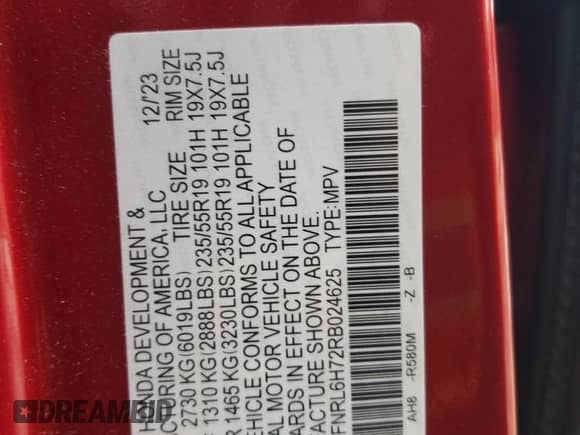 NDA DEVELOPMENT & 12/'23
CTURING OF AMERICA, LLC
TIRE SIZE RIM SIZE
2730 KG (6019LBS)
1310 KG (2888LBS) 235/55R19 101H 19X7.5J
R 1465 KG (3230LBS) 235/55R19 101H 19X7.5J
EHICLE CONFORMS TO ALL APPLICABLE
AL MOTOR VEHICLE SAFETY
ARDS IN EFFECT ON THE DATE OF
FACTURE SHOWN ABOVE.
FNRL6H72RB024625 TYPE:MPV
AH8 -R580M -Z -B
DREAMBID